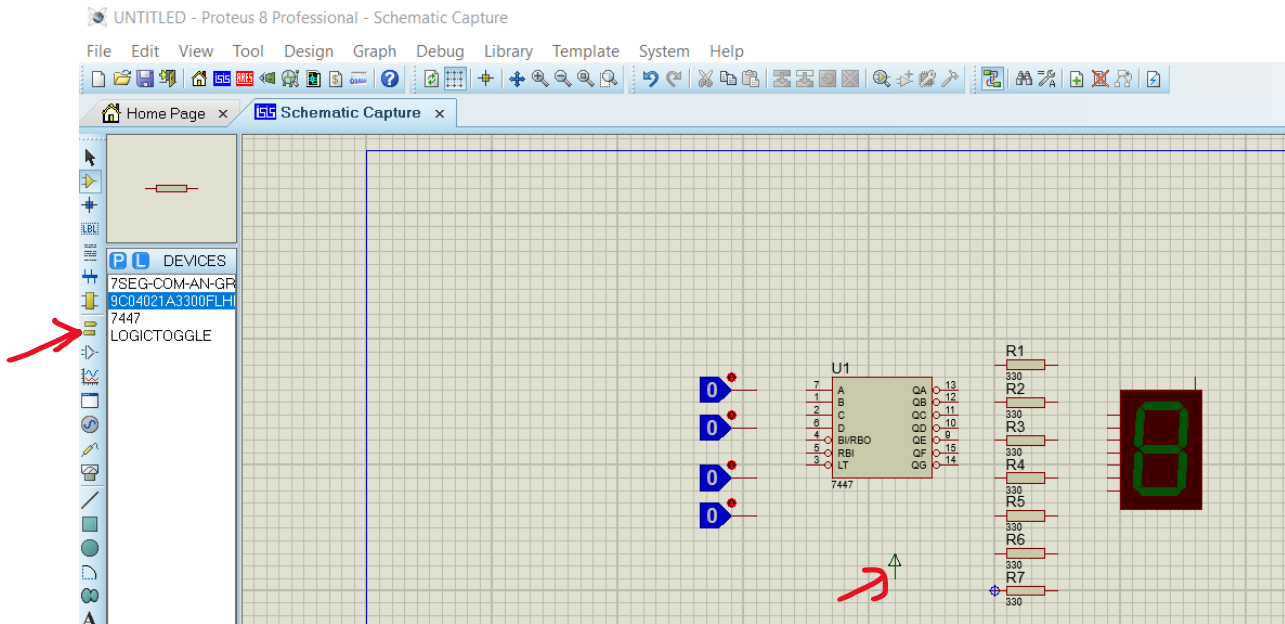 UNTITLED - Proteus 8 Professional - Schematic Capture
File Edit View Tool Design Graph Debug Library Template System Help
Home Page x
ISIS Schematic Capture x
LBL
P L DEVICES
7SEG-COM-AN-GR
9C04021A3300FLH
7447
LOGICTOGGLE
A
0
0
0
0
U1
7 A QA 13
1 B QB 12
2 C QC 11
6 D QD 10
4 BI/RBO QE 9
5 RBI QF 15
3 LT QG 14
7447
R1
330
R2
330
R3
330
R4
330
R5
330
R6
330
R7
330
8